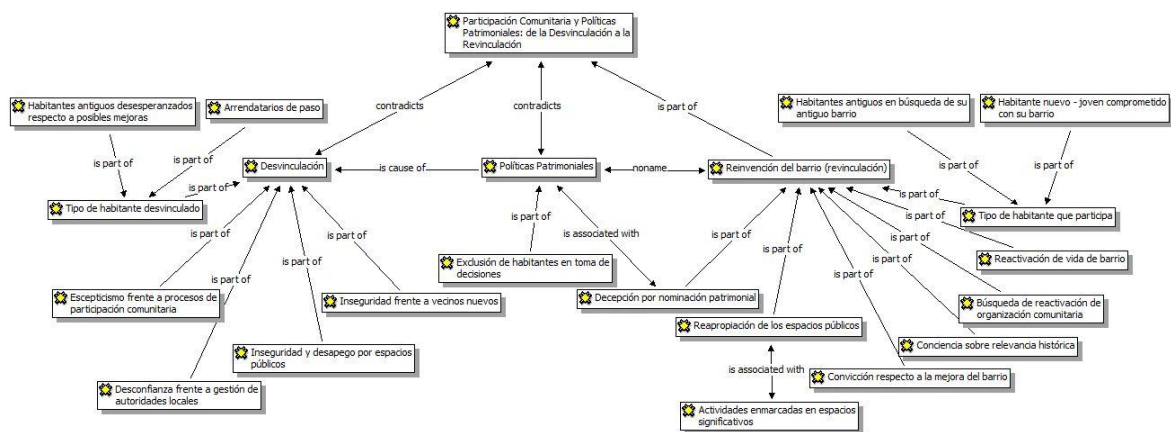 Participación Comunitaria y Políticas
Patrimoniales: de la Desvinculación a la
Revinculación
contradicts
contradicts
is part of
Habitantes antiguos desesperanzados
respecto a posibles mejoras
Arrendatarios de paso
Habitantes antiguos en búsqueda de su
antiguo barrio
Habitante nuevo - joven comprometido
con su barrio
is part of
is part of
is part of
is part of
Desvinculación
is cause of
Políticas Patrimoniales
noname
Reinvención del barrio (revinculación)
is part of
is part of
Tipo de habitante desvinculado
Tipo de habitante que participa
is part of
is part of
is part of
is part of
is part of
is associated with
is part of
is part of
is part of
is part of
is part of
is part of
Reactivación de vida de barrio
Exclusión de habitantes en toma de
decisiones
Escepticismo frente a procesos de
participación comunitaria
Inseguridad frente a vecinos nuevos
Decepción por nominación patrimonial
Búsqueda de reactivación de
organización comunitaria
Reapropiación de los espacios públicos
Conciencia sobre relevancia histórica
Inseguridad y desapego por espacios
públicos
is associated with
Convicción respecto a la mejora del barrio
Desconfianza frente a gestión de
autoridades locales
Actividades enmarcadas en espacios
significativos